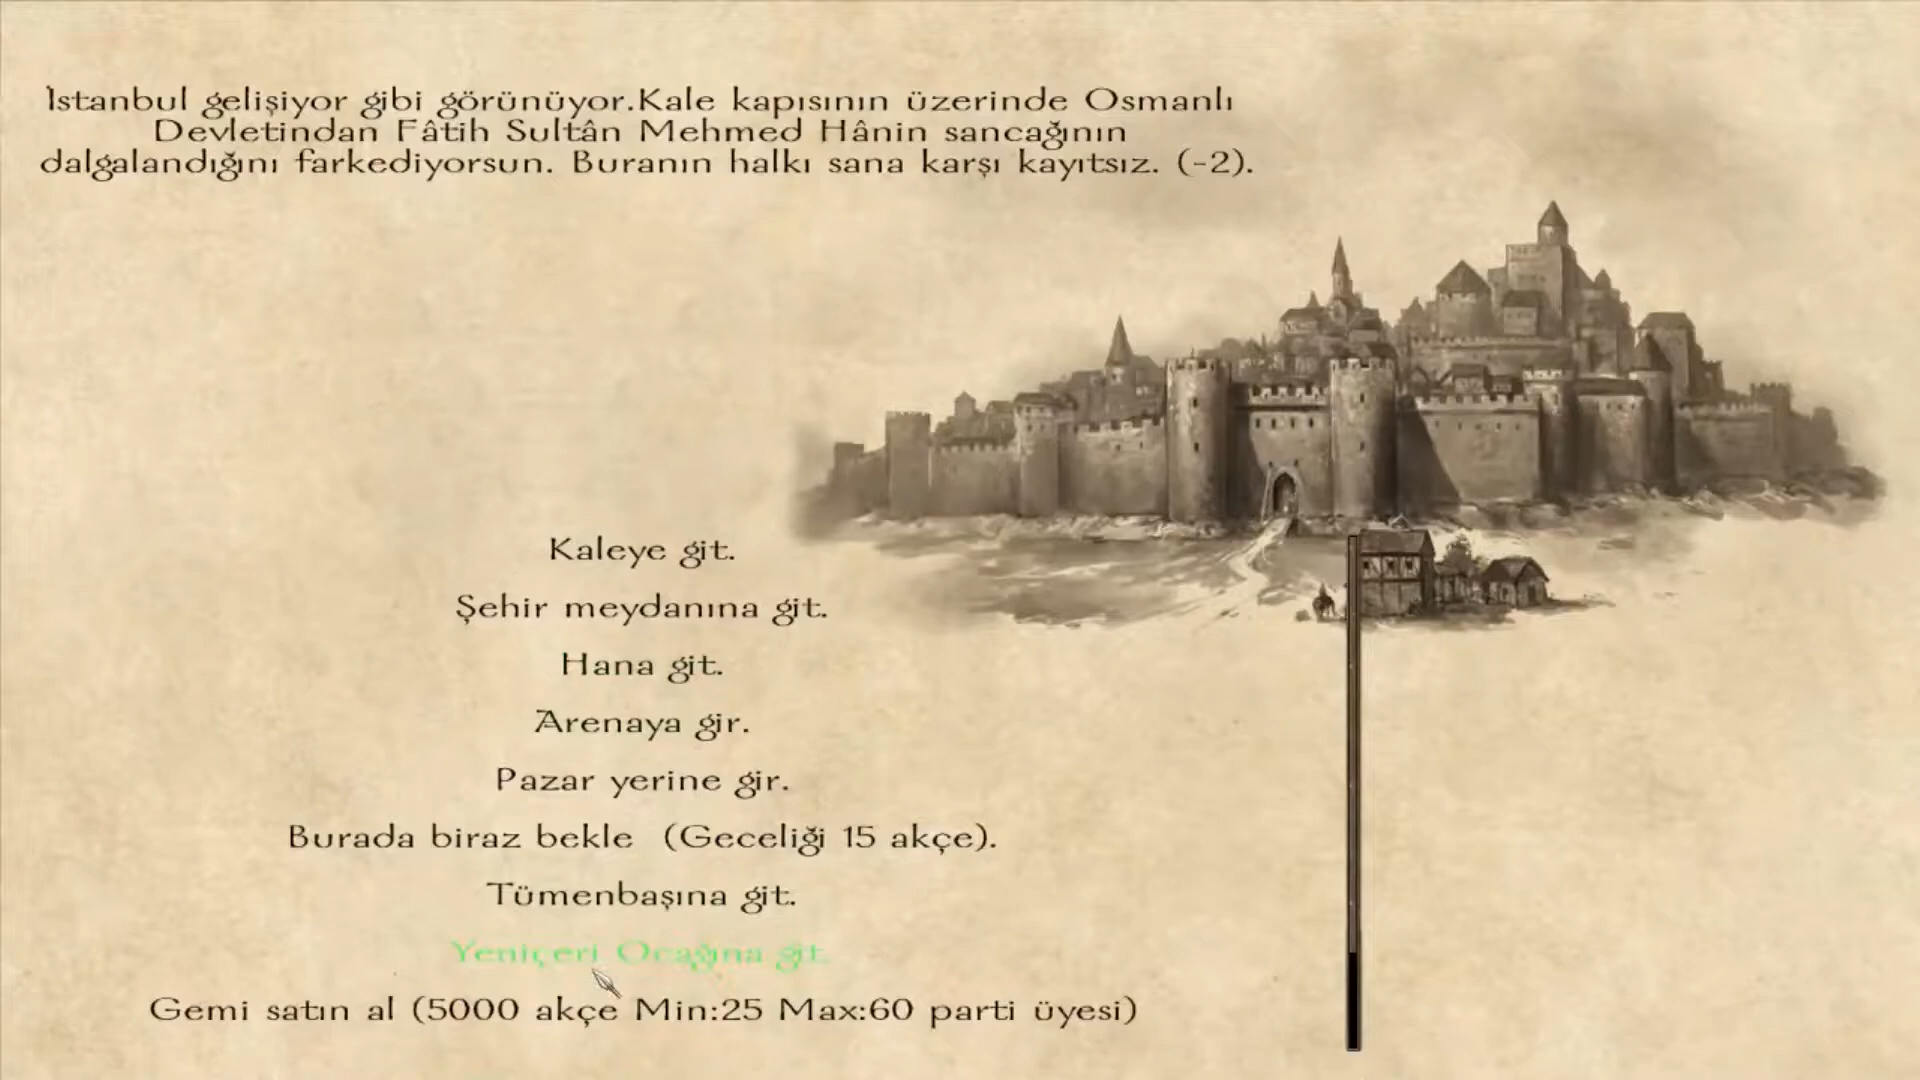 İstanbul gelişiyor gibi görünüyor.Kale kapısının üzerinde Osmanlı
Devletindan Fâtih Sultân Mehmed Hânin sancağının
dalgalandığını farkediyorsun. Buranın halkı sana karşı kayıtsız. (-2).
Kaleye git.
Şehir meydanına git.
Hana git.
Arenaya gir.
Pazar yerine gir.
Burada biraz bekle (Geceliği 15 akçe).
Tümenbaşına git.
Yeniçeri Ocağına git.
Gemi satın al (5000 akçe Min:25 Max:60 parti üyesi)